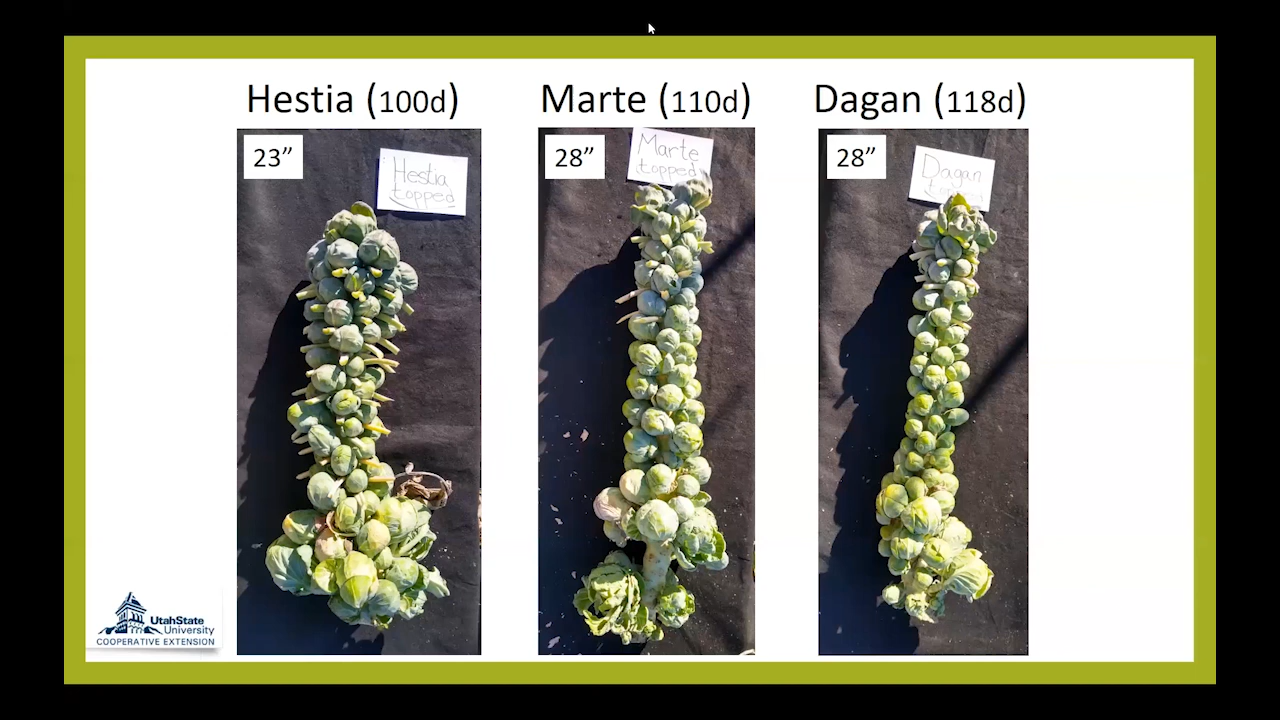 Hestia (100d)
Marte (110d)
Dagan (118d)
23”
Hestia
topped
28”
Marte
topped
28”
Dagan
UtahState
University
COOPERATIVE EXTENSION